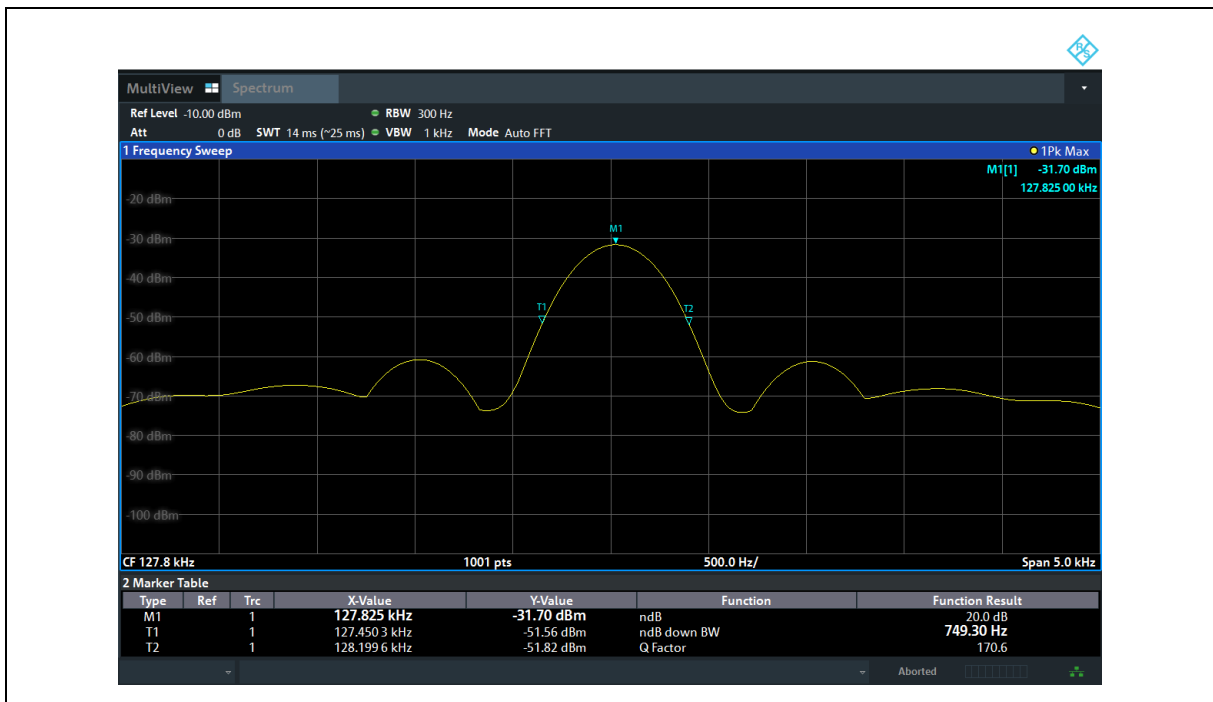 R&S
MultiView Spectrum
Ref Level -10.00 dBm RBW 300 Hz
Att 0 dB SWT 14 ms (~25 ms) VBW 1 kHz Mode Auto FFT
1 Frequency Sweep 1Pk Max
M1[1] -31.70 dBm
127.825 00 kHz
-20 dBm
M1
-30 dBm
-40 dBm
T1 T2
-50 dBm
-60 dBm
-70 dBm
-80 dBm
-90 dBm
-100 dBm
CF 127.8 kHz 1001 pts 500.0 Hz/ Span 5.0 kHz
2 Marker Table
Type Ref Trc X-Value Y-Value Function Function Result
M1 1 127.825 kHz -31.70 dBm ndB 20.0 dB
T1 1 127.450 3 kHz -51.56 dBm ndB down BW 749.30 Hz
T2 1 128.199 6 kHz -51.82 dBm Q Factor 170.6
Aborted